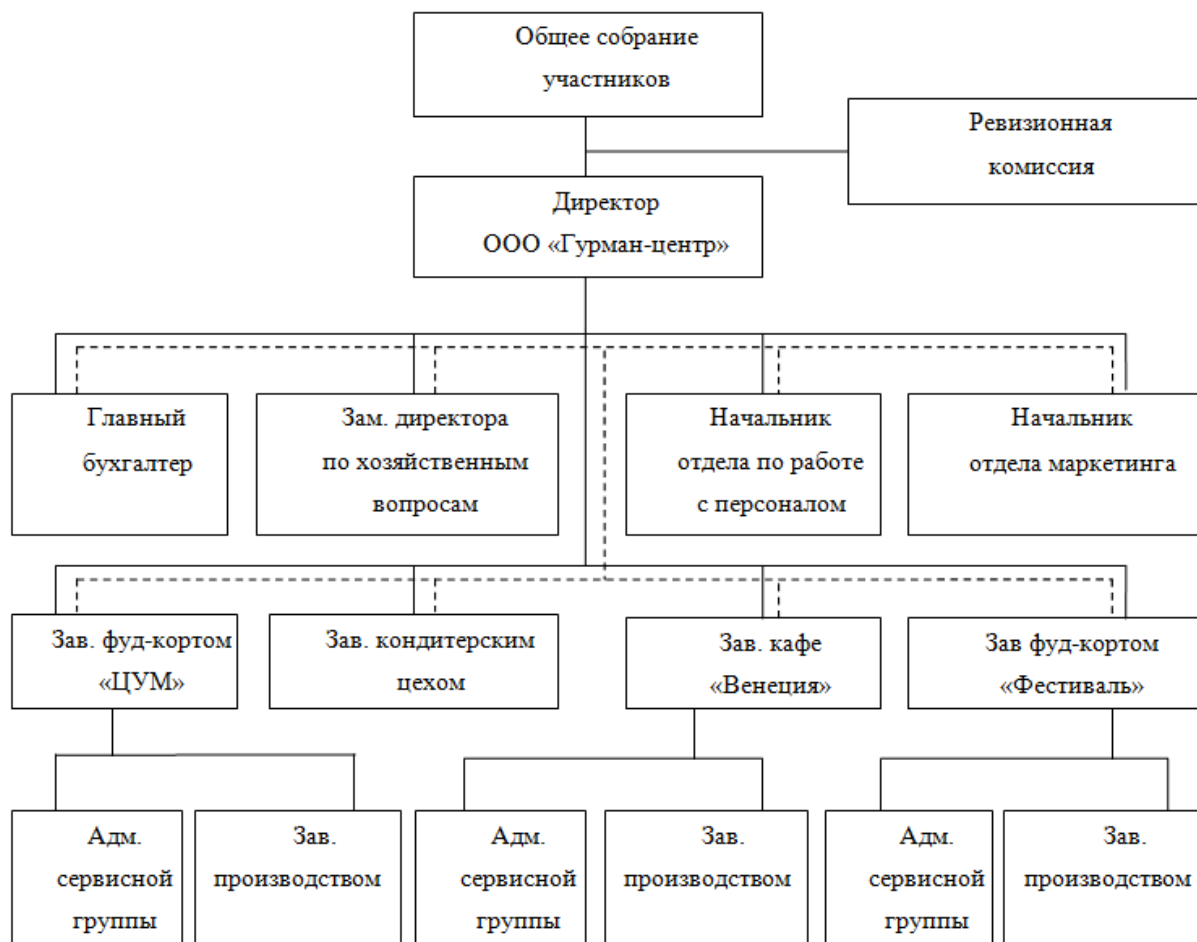 Общее собрание
участников
Ревизионная
комиссия
Директор
ООО «Гурман-центр»
Главный
бухгалтер
Зам. директора
по хозяйственным
вопросам
Начальник
отдела по работе
с персоналом
Начальник
отдела маркетинга
Зав. фуд-кортом
«ЦУМ»
Зав. кондитерским
цехом
Зав. кафе
«Венеция»
Зав фуд-кортом
«Фестиваль»
Адм.
сервисной
группы
Зав.
производством
Адм.
сервисной
группы
Зав.
производством
Адм.
сервисной
группы
Зав.
производством